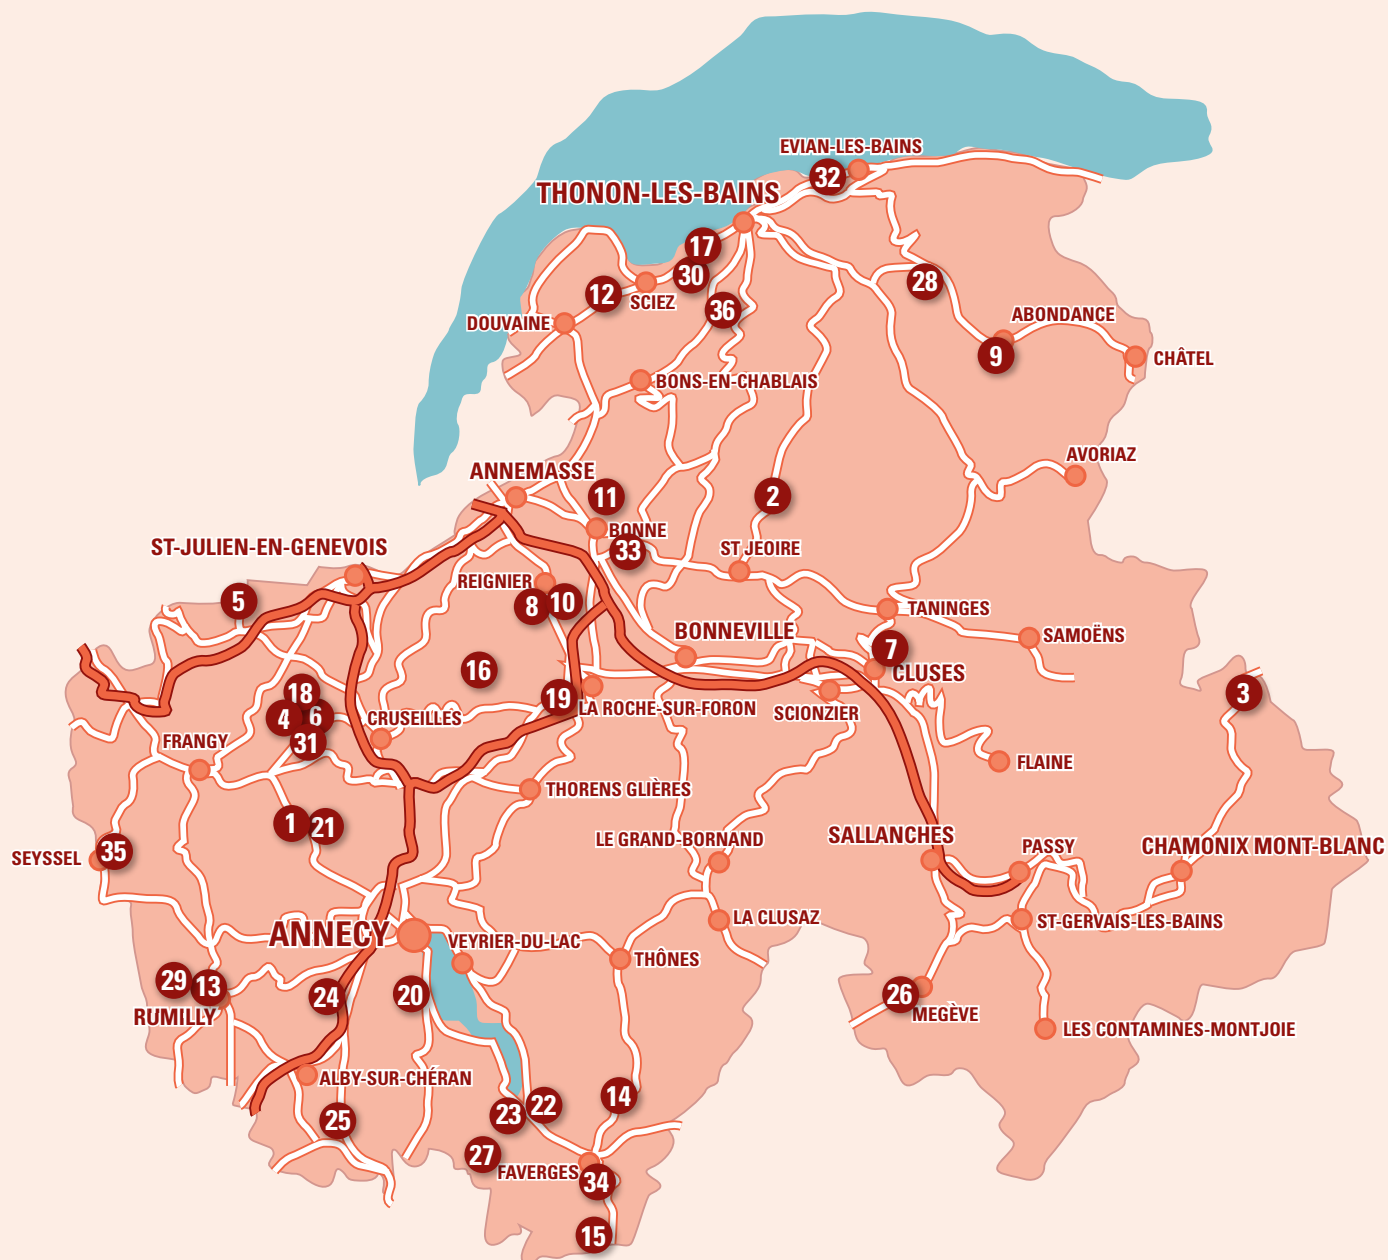 EVIAN-LES-BAINS
32
THONON-LES-BAINS
17
30
28
12
SCIEZ
36
ABONDANCE
DOUVAINE
9
CHÂTEL
BONS-EN-CHABLAIS
AVORIAZ
ANNEMASSE
11
2
BONNE
33
ST JEOIRE
ST-JULIEN-EN-GENEVOIS
REIGNIER
5
8
10
TANINGES
BONNEVILLE
SAMOËNS
7
CLUSES
16
18
19
LA ROCHE-SUR-FORON
3
4
6
CRUSEILLES
SCIONZIER
31
FRANGY
FLAINE
THORENS GLIÈRES
1
21
LE GRAND-BORNAND
SALLANCHES
PASSY
CHAMONIX MONT-BLANC
SEYSSEL
35
LA CLUSAZ
ST-GERVAIS-LES-BAINS
ANNECY
VEYRIER-DU-LAC
THÔNES
29
13
24
20
26
RUMILLY
MEGÈVE
LES CONTAMINES-MONTJOIE
ALBY-SUR-CHÉRAN
14
22
23
25
27
FAVERGES
34
15